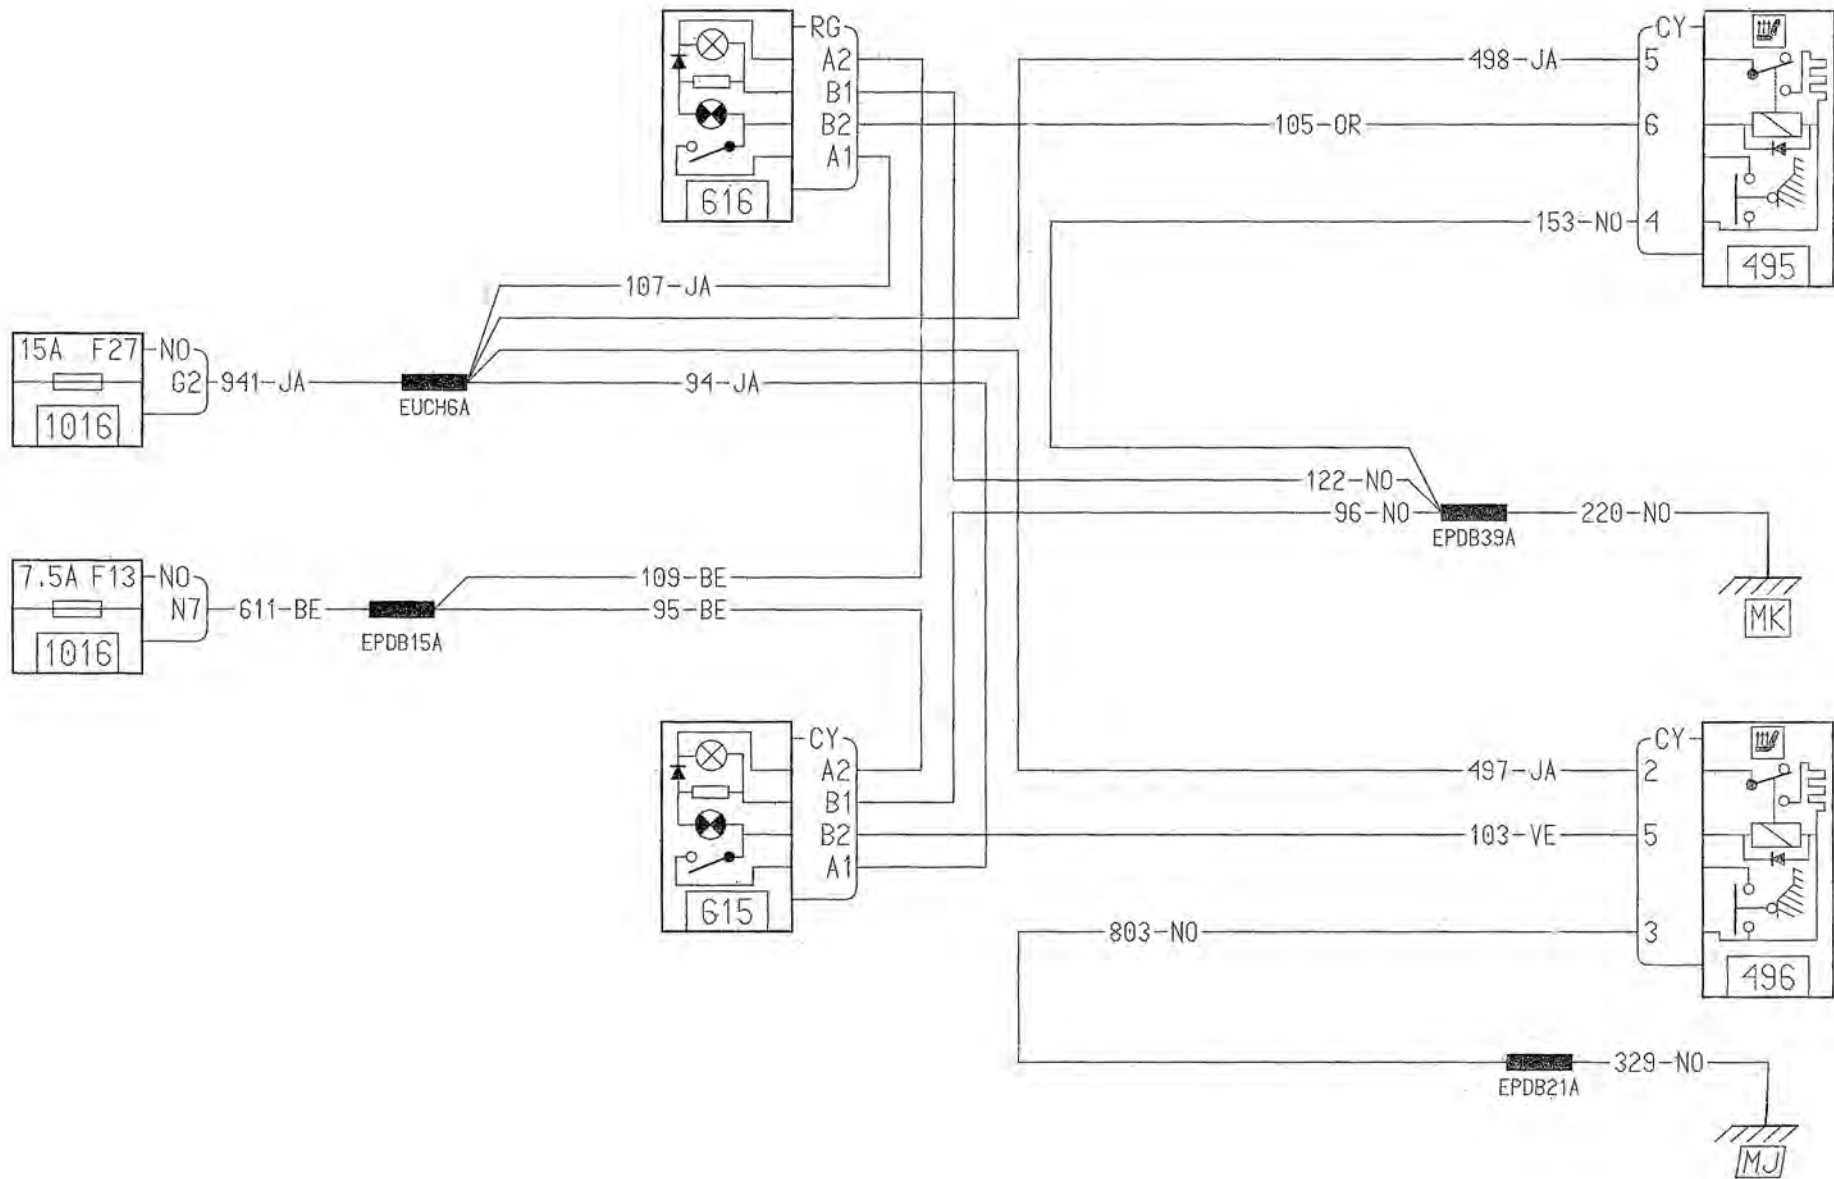 RG
A2
B1
B2
A1
616
498-JA
105-OR
153-NO
CY
5
6
4
495
107-JA
15A F27
NO
G2
941-JA
1016
EUCH6A
94-JA
122-NO
96-NO
EPDB39A
220-NO
MK
7.5A F13
NO
N7
611-BE
1016
EPDB15A
109-BE
95-BE
CY
A2
B1
B2
A1
615
497-JA
103-VE
803-NO
CY
2
5
3
496
EPDB21A
329-NO
MJ